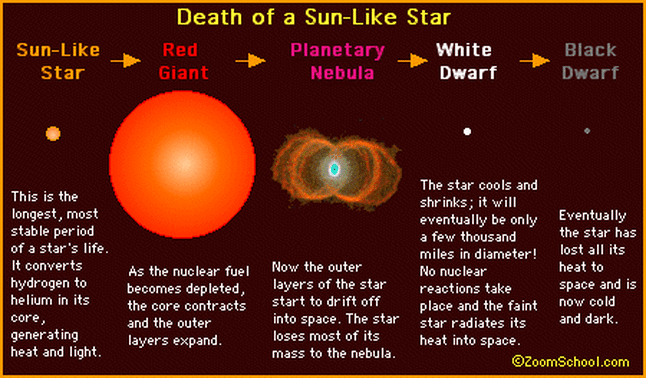 Death of a Sun-Like Star
Sun-Like
Star
Red
Giant
Planetary
Nebula
White
Dwarf
Black
Dwarf
This is the
longest, most
stable period
of a star's life.
It converts
hydrogen to
helium in its
core,
generating
heat and light.
As the nuclear fuel
becomes depleted,
the core contracts
and the outer
layers expand.
Now the outer
layers of the star
start to drift off
into space. The star
loses most of its
mass to the nebula.
The star cools and
shrinks; it will
eventually be only
a few thousand
miles in diameter!
No nuclear
reactions take
place and the faint
star radiates its
heat into space.
Eventually
the star has
lost all its
heat to
space and is
now cold
and dark.
©ZoomSchool.com